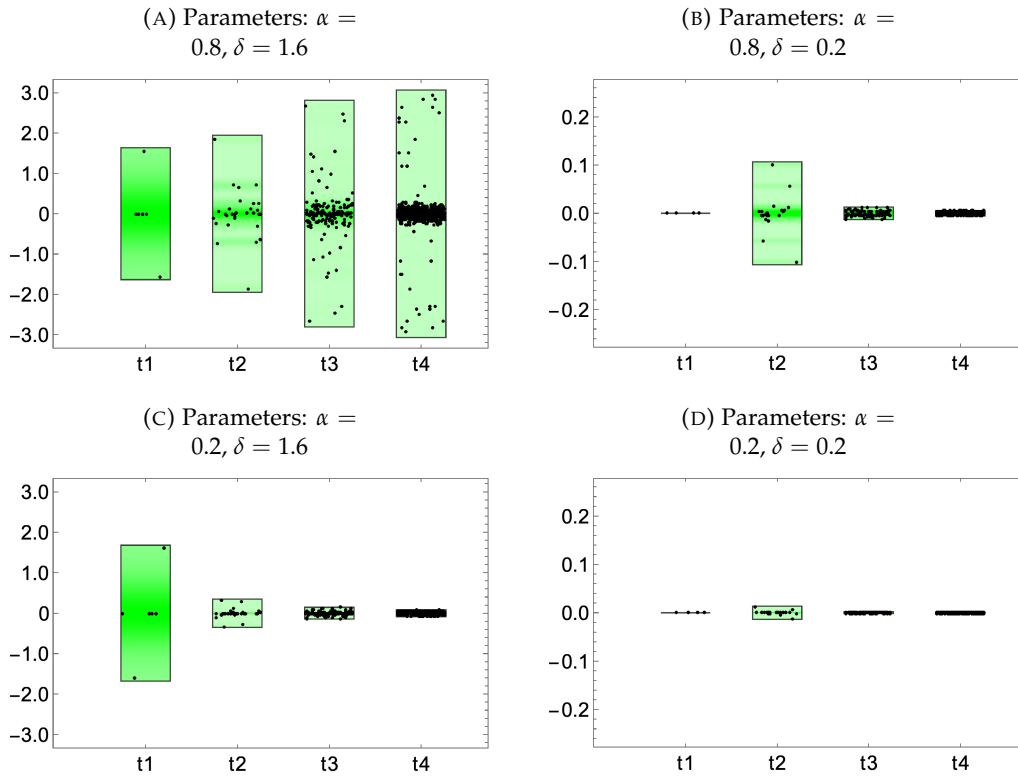 (A) Parameters: α =
0.8, δ = 1.6
3.0
2.0
1.0
0
−1.0
−2.0
−3.0
t1 t2 t3 t4
(B) Parameters: α =
0.8, δ = 0.2
0.2
0.1
0.0
−0.1
−0.2
t1 t2 t3 t4
(C) Parameters: α =
0.2, δ = 1.6
3.0
2.0
1.0
0
−1.0
−2.0
−3.0
t1 t2 t3 t4
(D) Parameters: α =
0.2, δ = 0.2
0.2
0.1
0.0
−0.1
−0.2
t1 t2 t3 t4